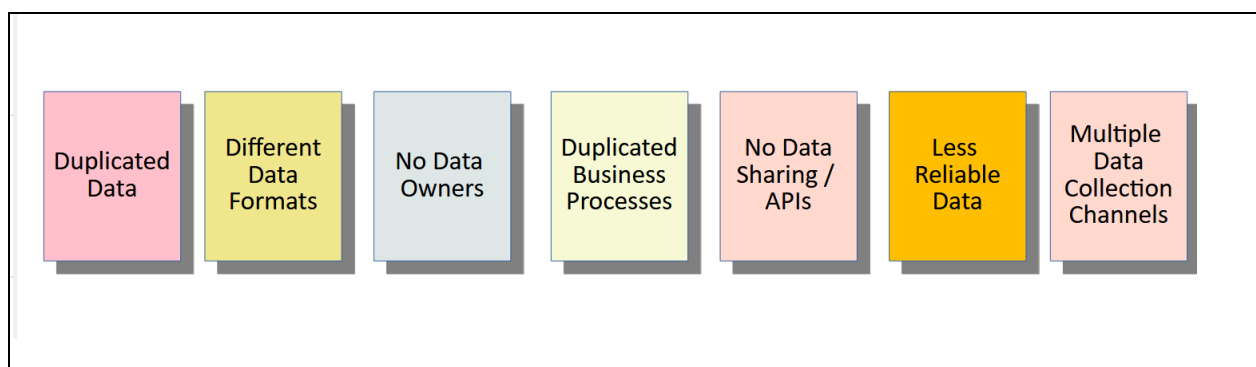 Duplicated
Data
Different
Data
Formats
No Data
Owners
Duplicated
Business
Processes
No Data
Sharing /
APIs
Less
Reliable
Data
Multiple
Data
Collection
Channels